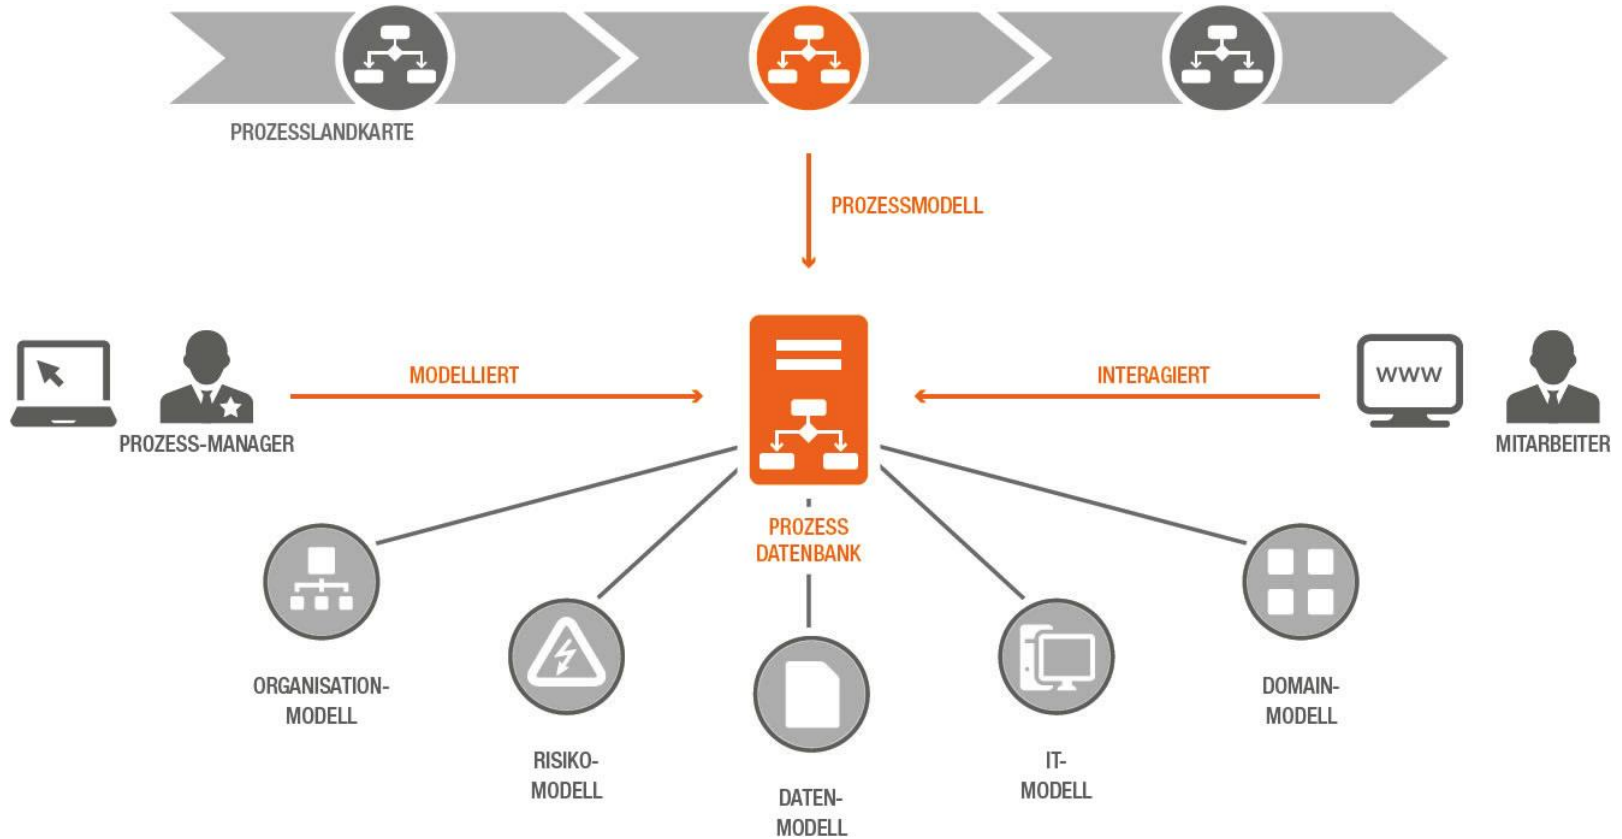 PROZESSLANDKARTE
PROZESSMODELL
MODELLIERT
INTERAGIERT
WWW
PROZESS-MANAGER
MITARBEITER
PROZESS
DATENBANK
ORGANISATION-
MODELL
RISIKO-
MODELL
DATEN-
MODELL
IT-
MODELL
DOMAIN-
MODELL